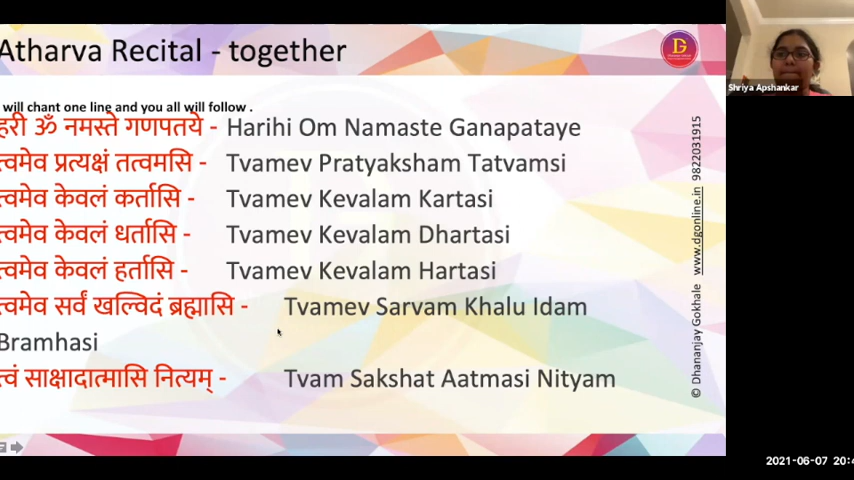 Atharva Recital - together
will chant one line and you all will follow .
हरी ॐ नमस्ते गणपतये - Harihi Om Namaste Ganapataye
त्वमेव प्रत्यक्षं तत्वमसि - Tvamev Pratyaksham Tatvamsi
त्वमेव केवलं कर्तासि - Tvamev Kevalam Kartasi
त्वमेव केवलं धर्तासि - Tvamev Kevalam Dhartasi
त्वमेव केवलं हर्तासि - Tvamev Kevalam Hartasi
त्वमेव सर्वं खल्विदं ब्रह्मासि - Tvamev Sarvam Khalu Idam
Bramhasi
त्वं साक्षादात्मासि नित्यम् - Tvam Sakshat Aatmasi Nityam
© Dhananjay Gokhale www.dgonline.in 9822031915
Shriya Apshankar
2021-06-07 20:4